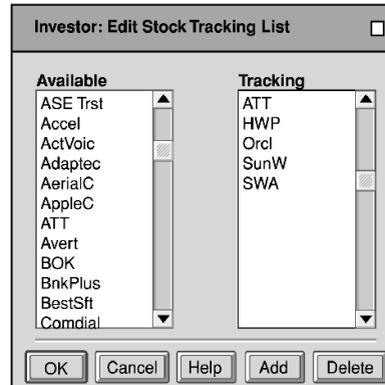 Investor: Edit Stock Tracking List
Available
ASE Trst
Accel
ActVoic
Adaptec
AerialC
AppleC
ATT
Avert
BOK
BnkPlus
BestSft
Comdial
Tracking
ATT
HWP
Orcl
SunW
SWA
OK Cancel Help Add Delete